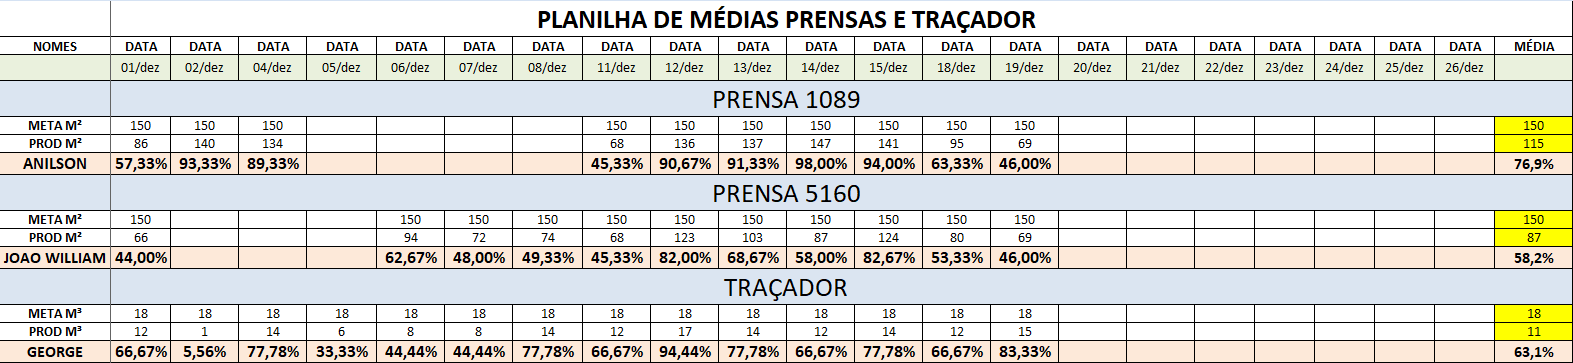 PLANILHA DE MÉDIAS PRENSAS E TRAÇADOR
NOMES DATA DATA DATA DATA DATA DATA DATA DATA DATA DATA DATA DATA DATA DATA DATA DATA DATA DATA DATA DATA DATA MÉDIA
01/dez 02/dez 04/dez 05/dez 06/dez 07/dez 08/dez 11/dez 12/dez 13/dez 14/dez 15/dez 18/dez 19/dez 20/dez 21/dez 22/dez 23/dez 24/dez 25/dez 26/dez
PRENSA 1089
META M² 150 150 150 150 150 150 150 150 150 150 150
PROD M² 86 140 134 68 136 137 147 141 95 69 115
ANILSON 57,33% 93,33% 89,33% 45,33% 90,67% 91,33% 98,00% 94,00% 63,33% 46,00% 76,9%
PRENSA 5160
META M² 150 150 150 150 150 150 150 150 150 150 150 150
PROD M² 66 94 72 74 68 123 103 87 124 80 69 87
JOAO WILLIAM 44,00% 62,67% 48,00% 49,33% 45,33% 82,00% 68,67% 58,00% 82,67% 53,33% 46,00% 58,2%
TRAÇADOR
META M³ 18 18 18 18 18 18 18 18 18 18 18 18 18 18 18
PROD M³ 12 1 14 6 8 8 14 12 17 14 12 14 12 15 11
GEORGE 66,67% 5,56% 77,78% 33,33% 44,44% 44,44% 77,78% 66,67% 94,44% 77,78% 66,67% 77,78% 66,67% 83,33% 63,1%